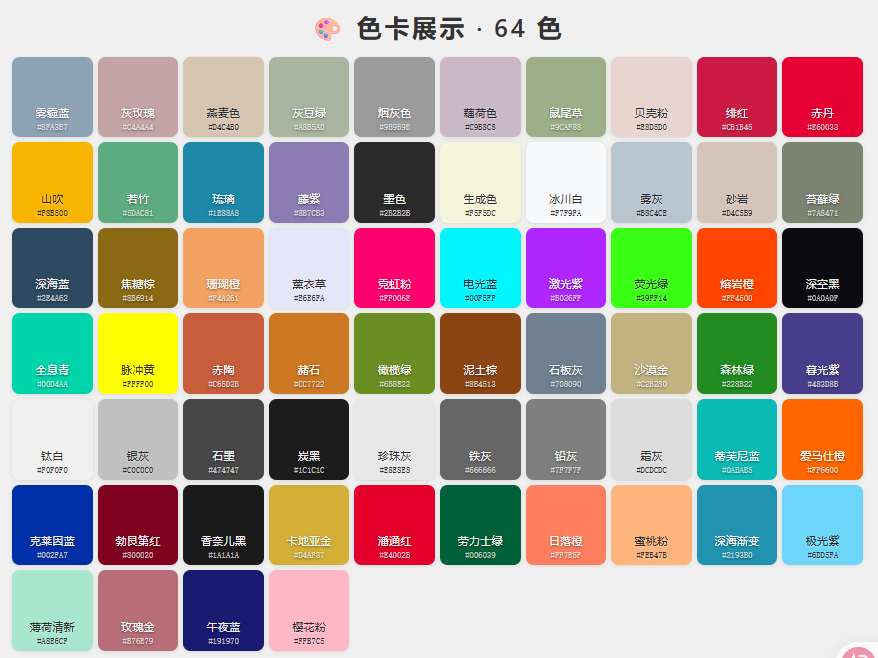 色卡展示 · 64 色
雾霾蓝 灰玫瑰 燕麦色 灰豆绿 烟灰色 藕荷色 鼠尾草 贝壳粉 绯红 赤丹
#8FA3B7 #C4A4A4 #D4C4B0 #A8B5A0 #9B9B9B #C9B8C8 #9CAF88 #E8D5D0 #CB1B45 #E60033
山吹 若竹 琉璃 藤紫 墨色 生成色 冰川白 雾灰 砂岩 苔藓绿
#F8B500 #5DAC81 #1E88A8 #8B7CB3 #2B2B2B #F5F5DC #F7F9FA #B8C4CE #D4C5B9 #7A8471
深海蓝 焦糖棕 珊瑚橙 薰衣草 霓虹粉 电光蓝 激光紫 荧光绿 熔岩橙 深空黑
#2E4A62 #8B6914 #F4A261 #E6E6FA #FF006E #00F5FF #B026FF #39FF14 #FF4500 #0A0A0F
全息青 脉冲黄 赤陶 赭石 橄榄绿 泥土棕 石板灰 沙漠金 森林绿 暮光紫
#00D4AA #FFFF00 #C65D3B #CC7722 #6B8E23 #8B4513 #708090 #C2B280 #228B22 #483D8B
钛白 银灰 石墨 炭黑 珍珠灰 铁灰 铅灰 霜灰 蒂芙尼蓝 爱马仕橙
#F0F0F0 #C0C0C0 #474747 #1C1C1C #E8E8E8 #666666 #7F7F7F #DCDCDC #0ABAB5 #FF6600
克莱因蓝 勃艮第红 香奈儿黑 卡地亚金 潘通红 劳力士绿 日落橙 蜜桃粉 深海渐变 极光紫
#002FA7 #800020 #1A1A1A #D4AF37 #E4002B #006039 #FF7E5F #FEB47B #2193B0 #6DD5FA
薄荷清新 玫瑰金 午夜蓝 樱花粉
#A8E6CF #B76E79 #191970 #FFB7C5